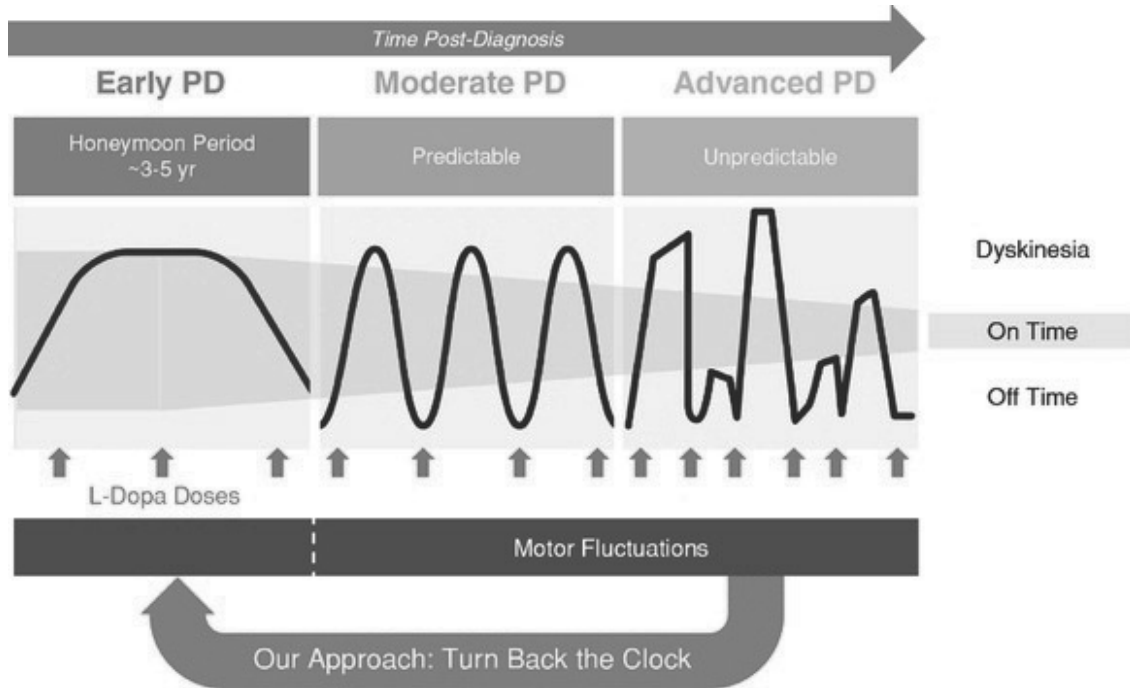 Time Post-Diagnosis
Early PD
Moderate PD
Advanced PD
Honeymoon Period
~3-5 yr
Predictable
Unpredictable
Dyskinesia
On Time
Off Time
L-Dopa Doses
Motor Fluctuations
Our Approach: Turn Back the Clock